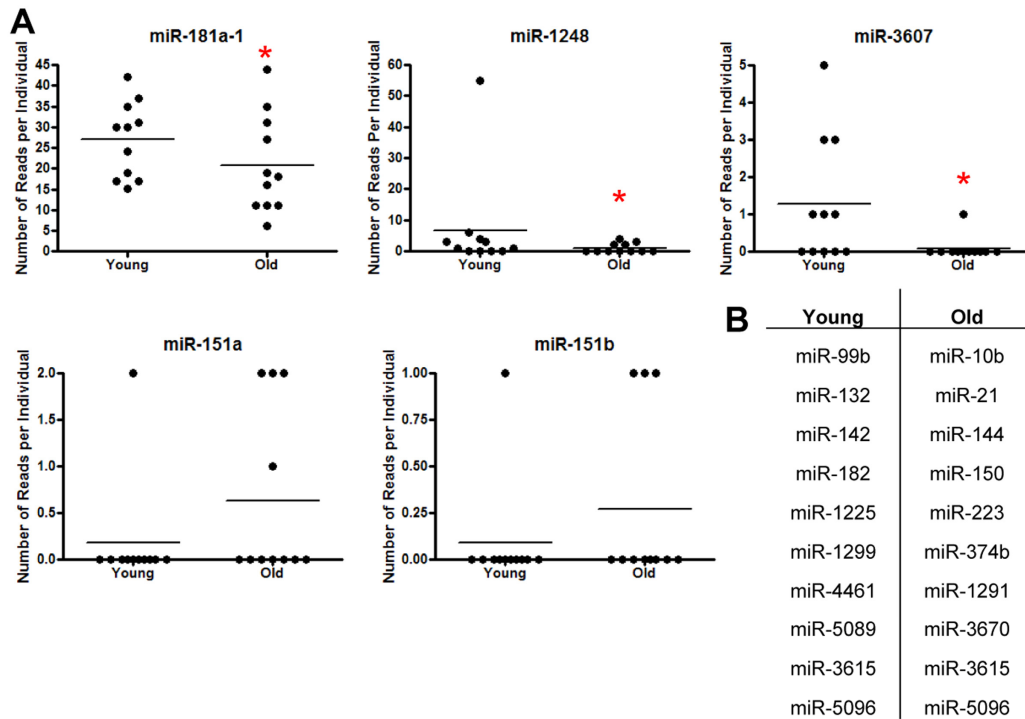 A
miR-181a-1
Number of Reads per Individual
45
40
35
30
25
20
15
10
5
0
*
Young Old
miR-1248
Number of Reads Per Individual
60
50
40
30
20
10
0
*
Young Old
miR-3607
Number of Reads per Individual
5
4
3
2
1
0
*
Young Old
miR-151a
Number of Reads per Individual
2.0
1.5
1.0
0.5
0.0
Young Old
miR-151b
Number of Reads per Individual
1.00
0.75
0.50
0.25
0.00
Young Old
B
Young Old
miR-99b miR-10b
miR-132 miR-21
miR-142 miR-144
miR-182 miR-150
miR-1225 miR-223
miR-1299 miR-374b
miR-4461 miR-1291
miR-5089 miR-3670
miR-3615 miR-3615
miR-5096 miR-5096